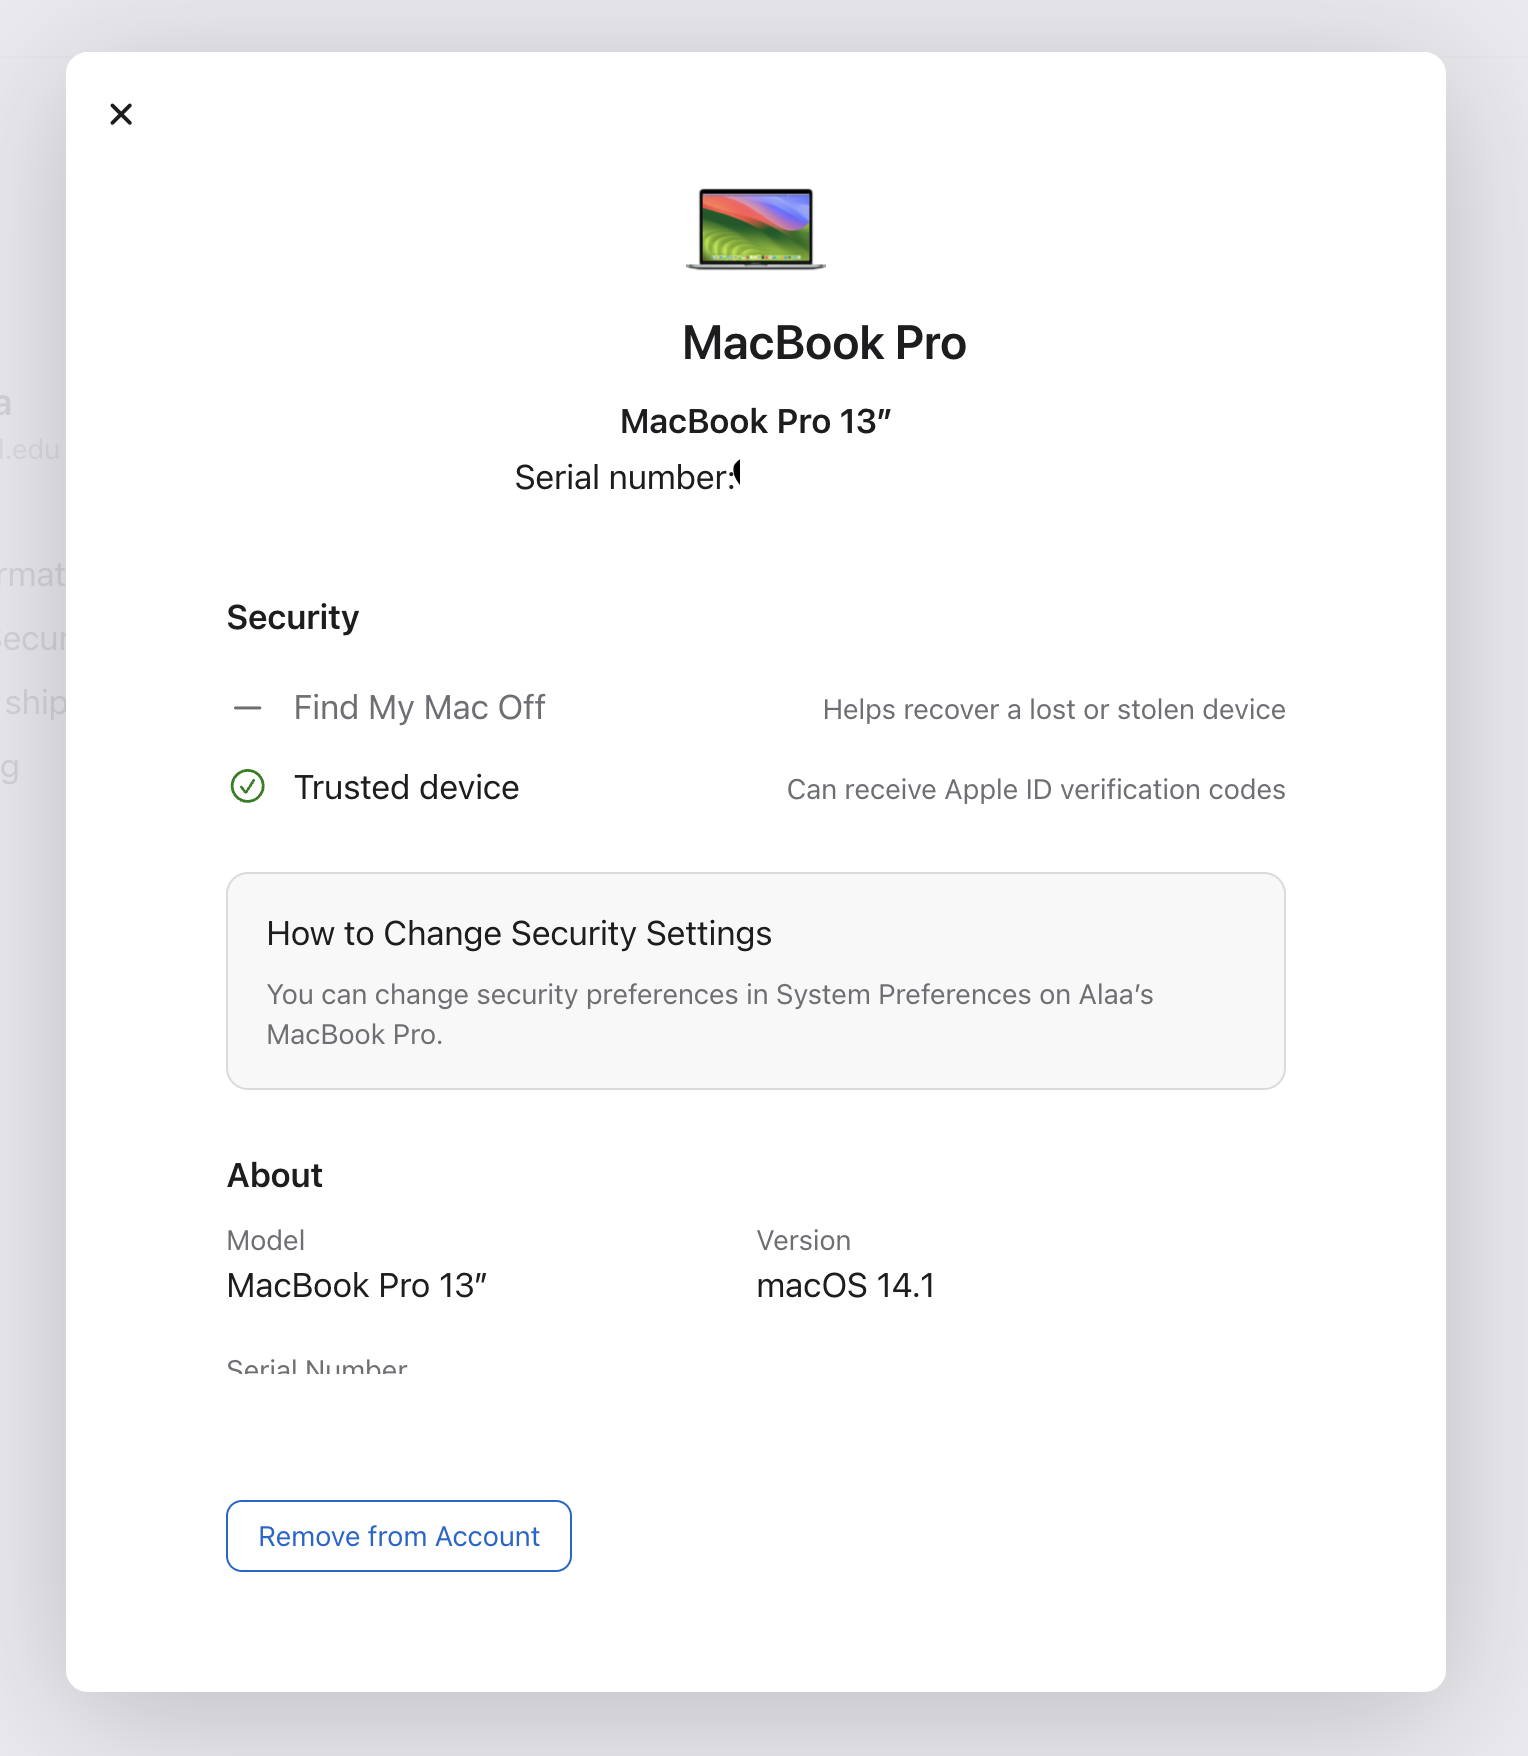 MacBook Pro
MacBook Pro 13”
Serial number:
Security
Find My Mac Off
Helps recover a lost or stolen device
Trusted device
Can receive Apple ID verification codes
How to Change Security Settings
You can change security preferences in System Preferences on Alaa’s
MacBook Pro.
About
Model
Version
MacBook Pro 13”
macOS 14.1
Serial Number
Remove from Account
.edu
ship